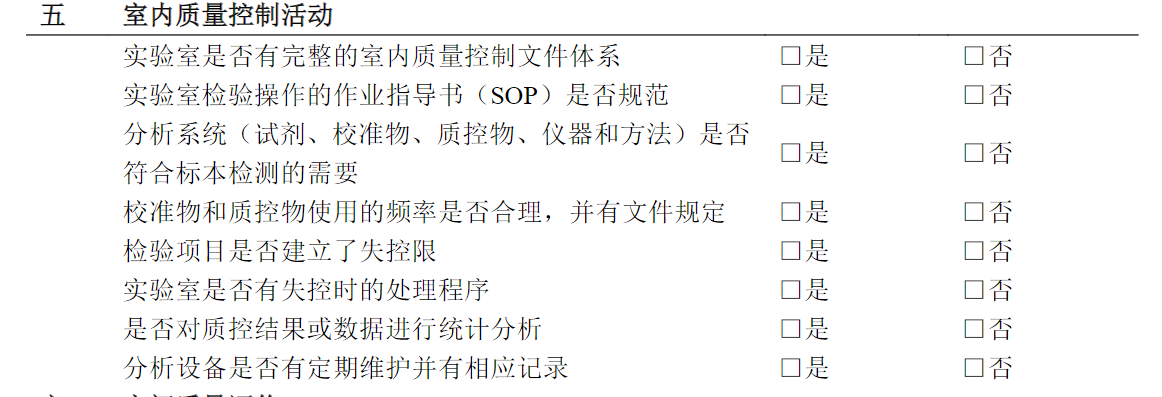 五 室内质量控制活动
实验室是否有完整的室内质量控制文件体系 □是 □否
实验室检验操作的作业指导书（SOP）是否规范 □是 □否
分析系统（试剂、校准物、质控物、仪器和方法）是否
符合标本检测的需要 □是 □否
校准物和质控物使用的频率是否合理，并有文件规定 □是 □否
检验项目是否建立了失控限 □是 □否
实验室是否有失控时的处理程序 □是 □否
是否对质控结果或数据进行统计分析 □是 □否
分析设备是否有定期维护并有相应记录 □是 □否